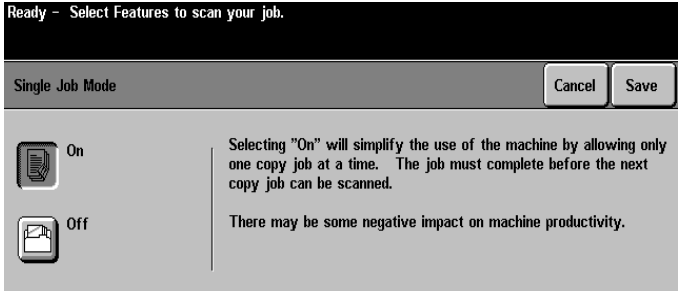 Ready - Select Features to scan your job.
Single Job Mode
Cancel
Save
On
Off
Selecting "On" will simplify the use of the machine by allowing only
one copy job at a time. The job must complete before the next
copy job can be scanned.
There may be some negative impact on machine productivity.